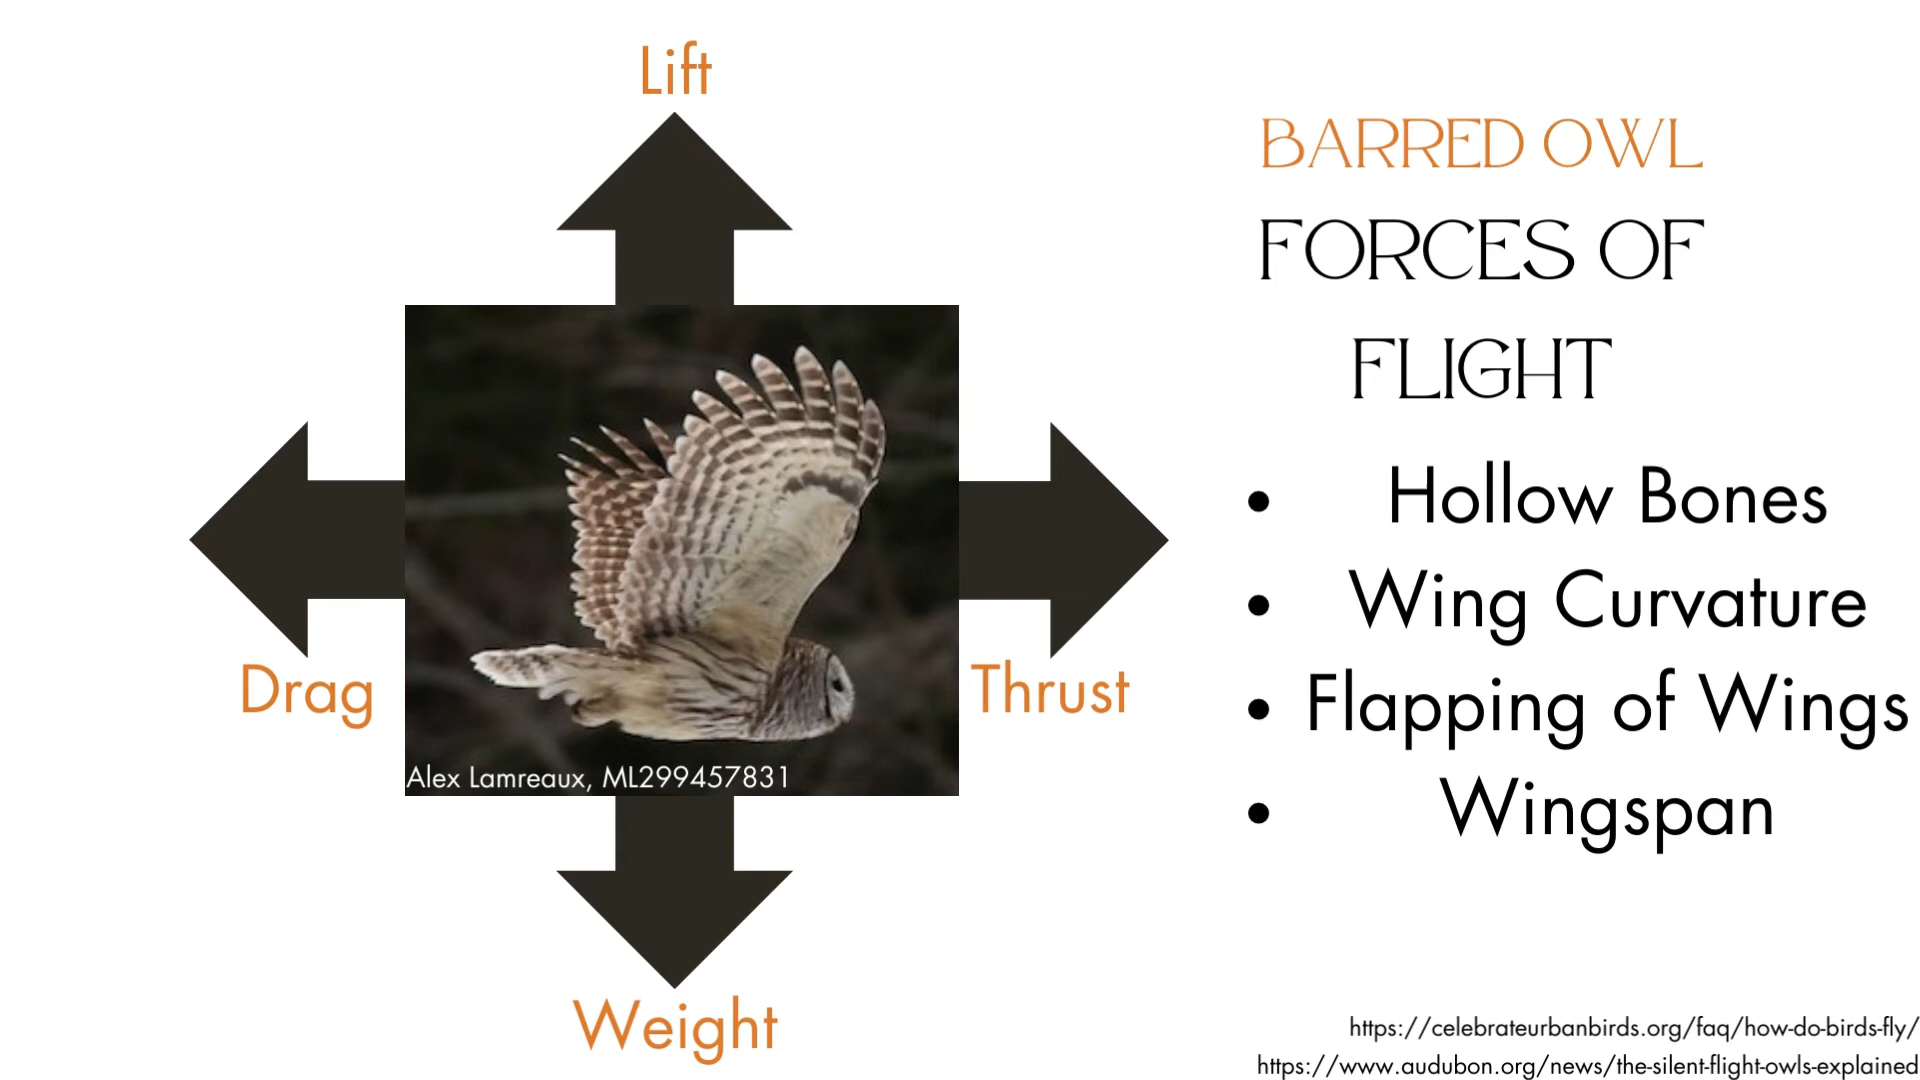 Lift
BARRED OWL
FORCES OF
FLIGHT
• Hollow Bones
• Wing Curvature
• Flapping of Wings
• Wingspan
Drag
Thrust
Alex Lamreaux, ML299457831
Weight
https://celebrateurbanbirds.org/faq/how-do-birds-fly/
https://www.audubon.org/news/the-silent-flight-owls-explained